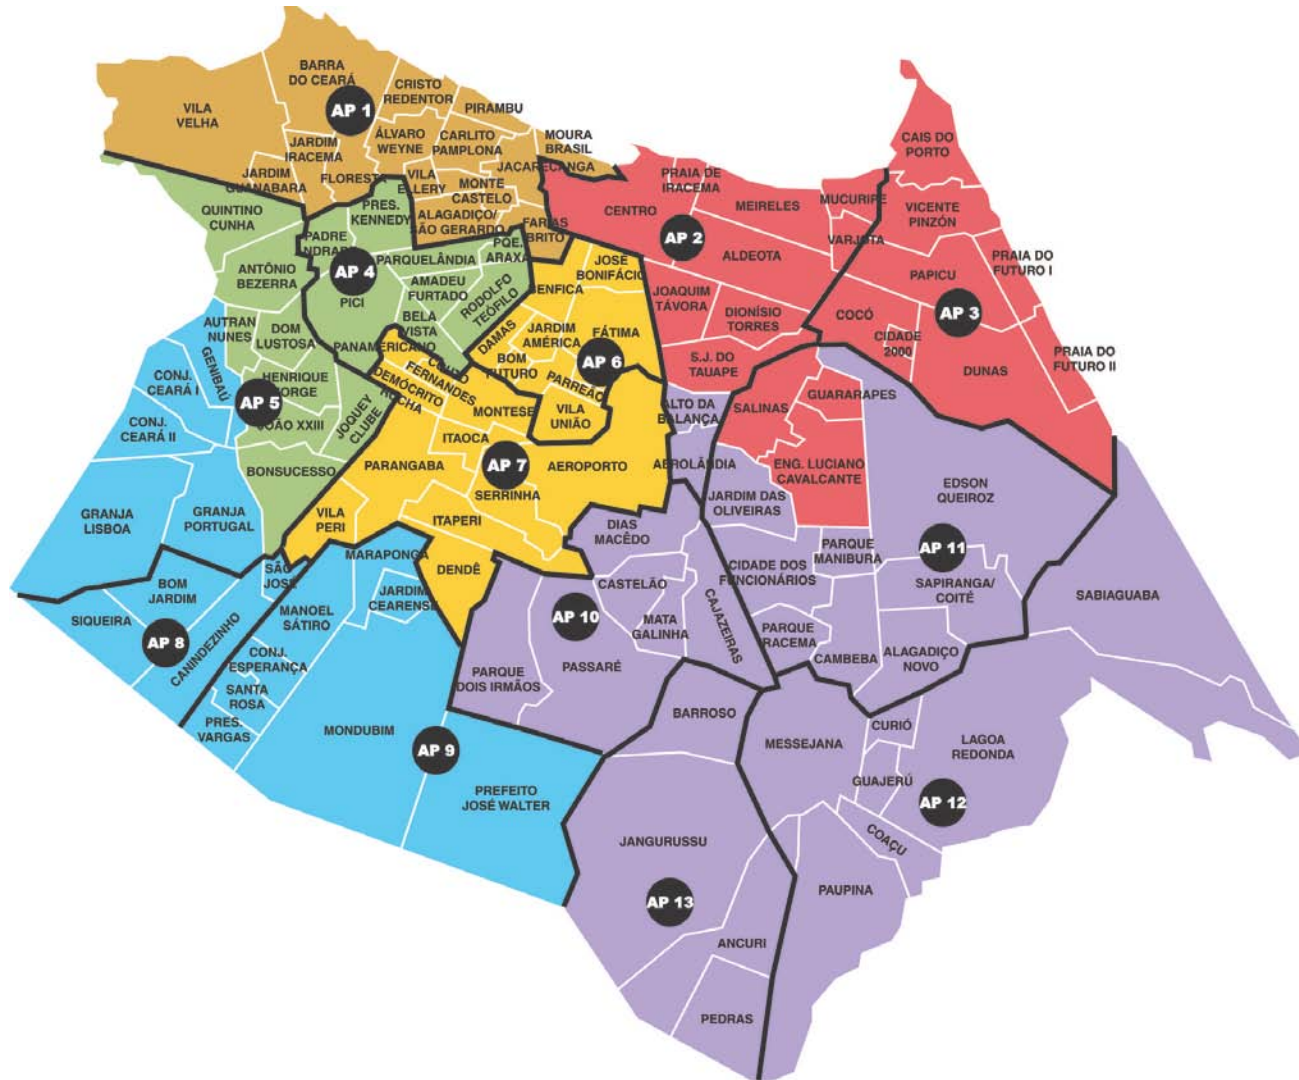 BARRA
DO CEARÁ
CRISTO
REDENTOR
VILA
VELHA
AP 1
PIRAMBU
ÁLVARO
WEYNE
CARLITO
PAMPLONA
MOURA
BRASIL
JARDIM
IRACEMA
JACARECANGA
JARDIM
GUANABARA
FLORESTA
VILA
ELLERY
MONTE
CASTELO
ALAGADIÇO/
SÃO GERARDO
FARIAS
BRITO
CAIS DO
PORTO
PRAIA DE
IRACEMA
CENTRO
MEIRELES
MUCURIPE
VICENTE
PINZÓN
AP 2
VARJOTA
ALDEOTA
PAPICU
PRAIA DO
FUTURO I
QUINTINO
CUNHA
PRES.
KENNEDY
PADRE
ANDRADE
AP 4
PICI
PARQUELÂNDIA
PQE.
ARAXA
AMADEU
FURTADO
RODOLFO
TEÓFILO
BELA
VISTA
PANAMERICANO
ANTÔNIO
BEZERRA
JOSÉ
BONIFÁCIO
BENFICA
JOAQUIM
TÁVORA
DIONÍSIO
TORRES
COCÓ
CIDADE
2000
AP 3
PRAIA DO
FUTURO II
DUNAS
AUTRAN
NUNES
DOM
LUSTOSA
GENIBAÚ
CONJ.
CEARÁ I
HENRIQUE
JORGE
AP 5
JOÃO XXIII
JOQUEY
CLUBE
BONSUCESSO
CONJ.
CEARÁ II
DAMAS
JARDIM
AMÉRICA
FÁTIMA
BOM
FUTURO
AP 6
PARREÃO
VILA
UNIÃO
S.J. DO
TAUAPE
COUTO
FERNANDES
DEMÓCRITO
ROCHA
MONTESE
ITAOCA
PARANGABA
AP 7
SERRINHA
AEROPORTO
ALTO DA
BALANÇA
SALINAS
GUARARAPES
AEROLÂNDIA
ENG. LUCIANO
CAVALCANTE
JARDIM DAS
OLIVEIRAS
EDSON
QUEIROZ
GRANJA
LISBOA
GRANJA
PORTUGAL
VILA
PERI
ITAPERI
DIAS
MACÊDO
PARQUE
MANIBURA
AP 11
MARAPONGA
DENDÊ
SÃO
JOSÉ
BOM
JARDIM
SIQUEIRA
AP 8
CANINDEZINHO
MANOEL
SÁTIRO
JARDIM
CEARENSE
CASTELÃO
AP 10
MATA
GALINHA
CAJAZEIRAS
CIDADE DOS
FUNCIONÁRIOS
SAPIRANGA/
COITÉ
SABIAGUABA
PARQUE
IRACEMA
CAMBEBA
ALAGADIÇO
NOVO
CONJ.
ESPERANÇA
SANTA
ROSA
PRES.
VARGAS
MONDUBIM
PARQUE
DOIS IRMÃOS
PASSARÉ
BARROSO
MESSEJANA
CURIÓ
LAGOA
REDONDA
AP 9
PREFEITO
JOSÉ WALTER
GUAJERÚ
AP 12
COAÇU
JANGURUSSU
PAUPINA
AP 13
ANCURI
PEDRAS